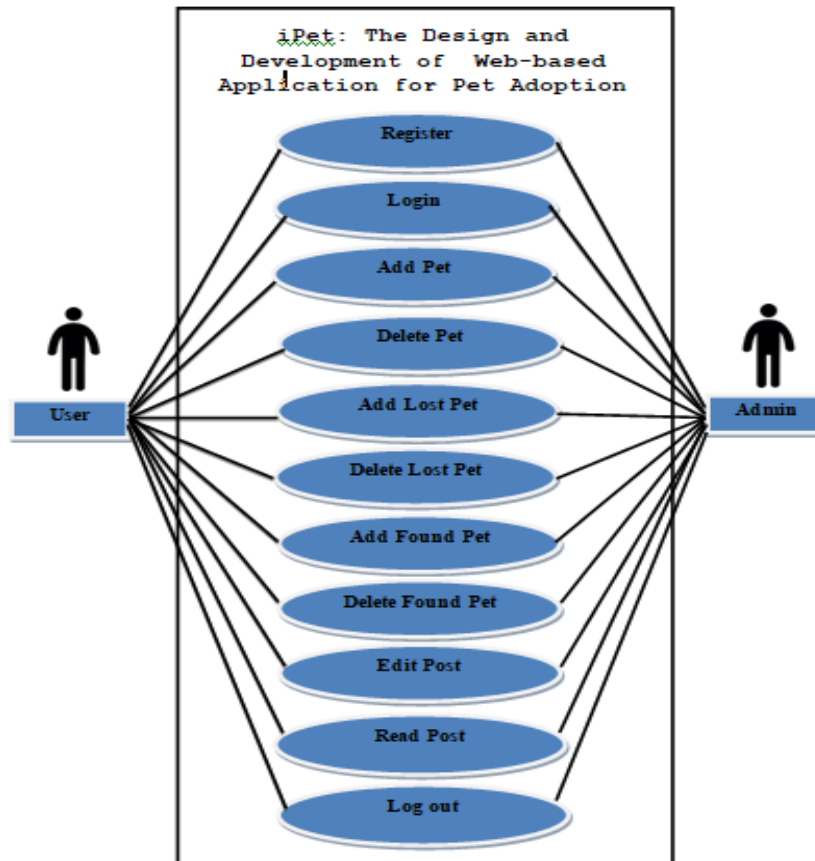 iPet: The Design and
Development of Web-based
Application for Pet Adoption
Register
Login
Add Pet
Delete Pet
Add Lost Pet
Delete Lost Pet
Add Found Pet
Delete Found Pet
Edit Post
Read Post
Log out
User
Admin